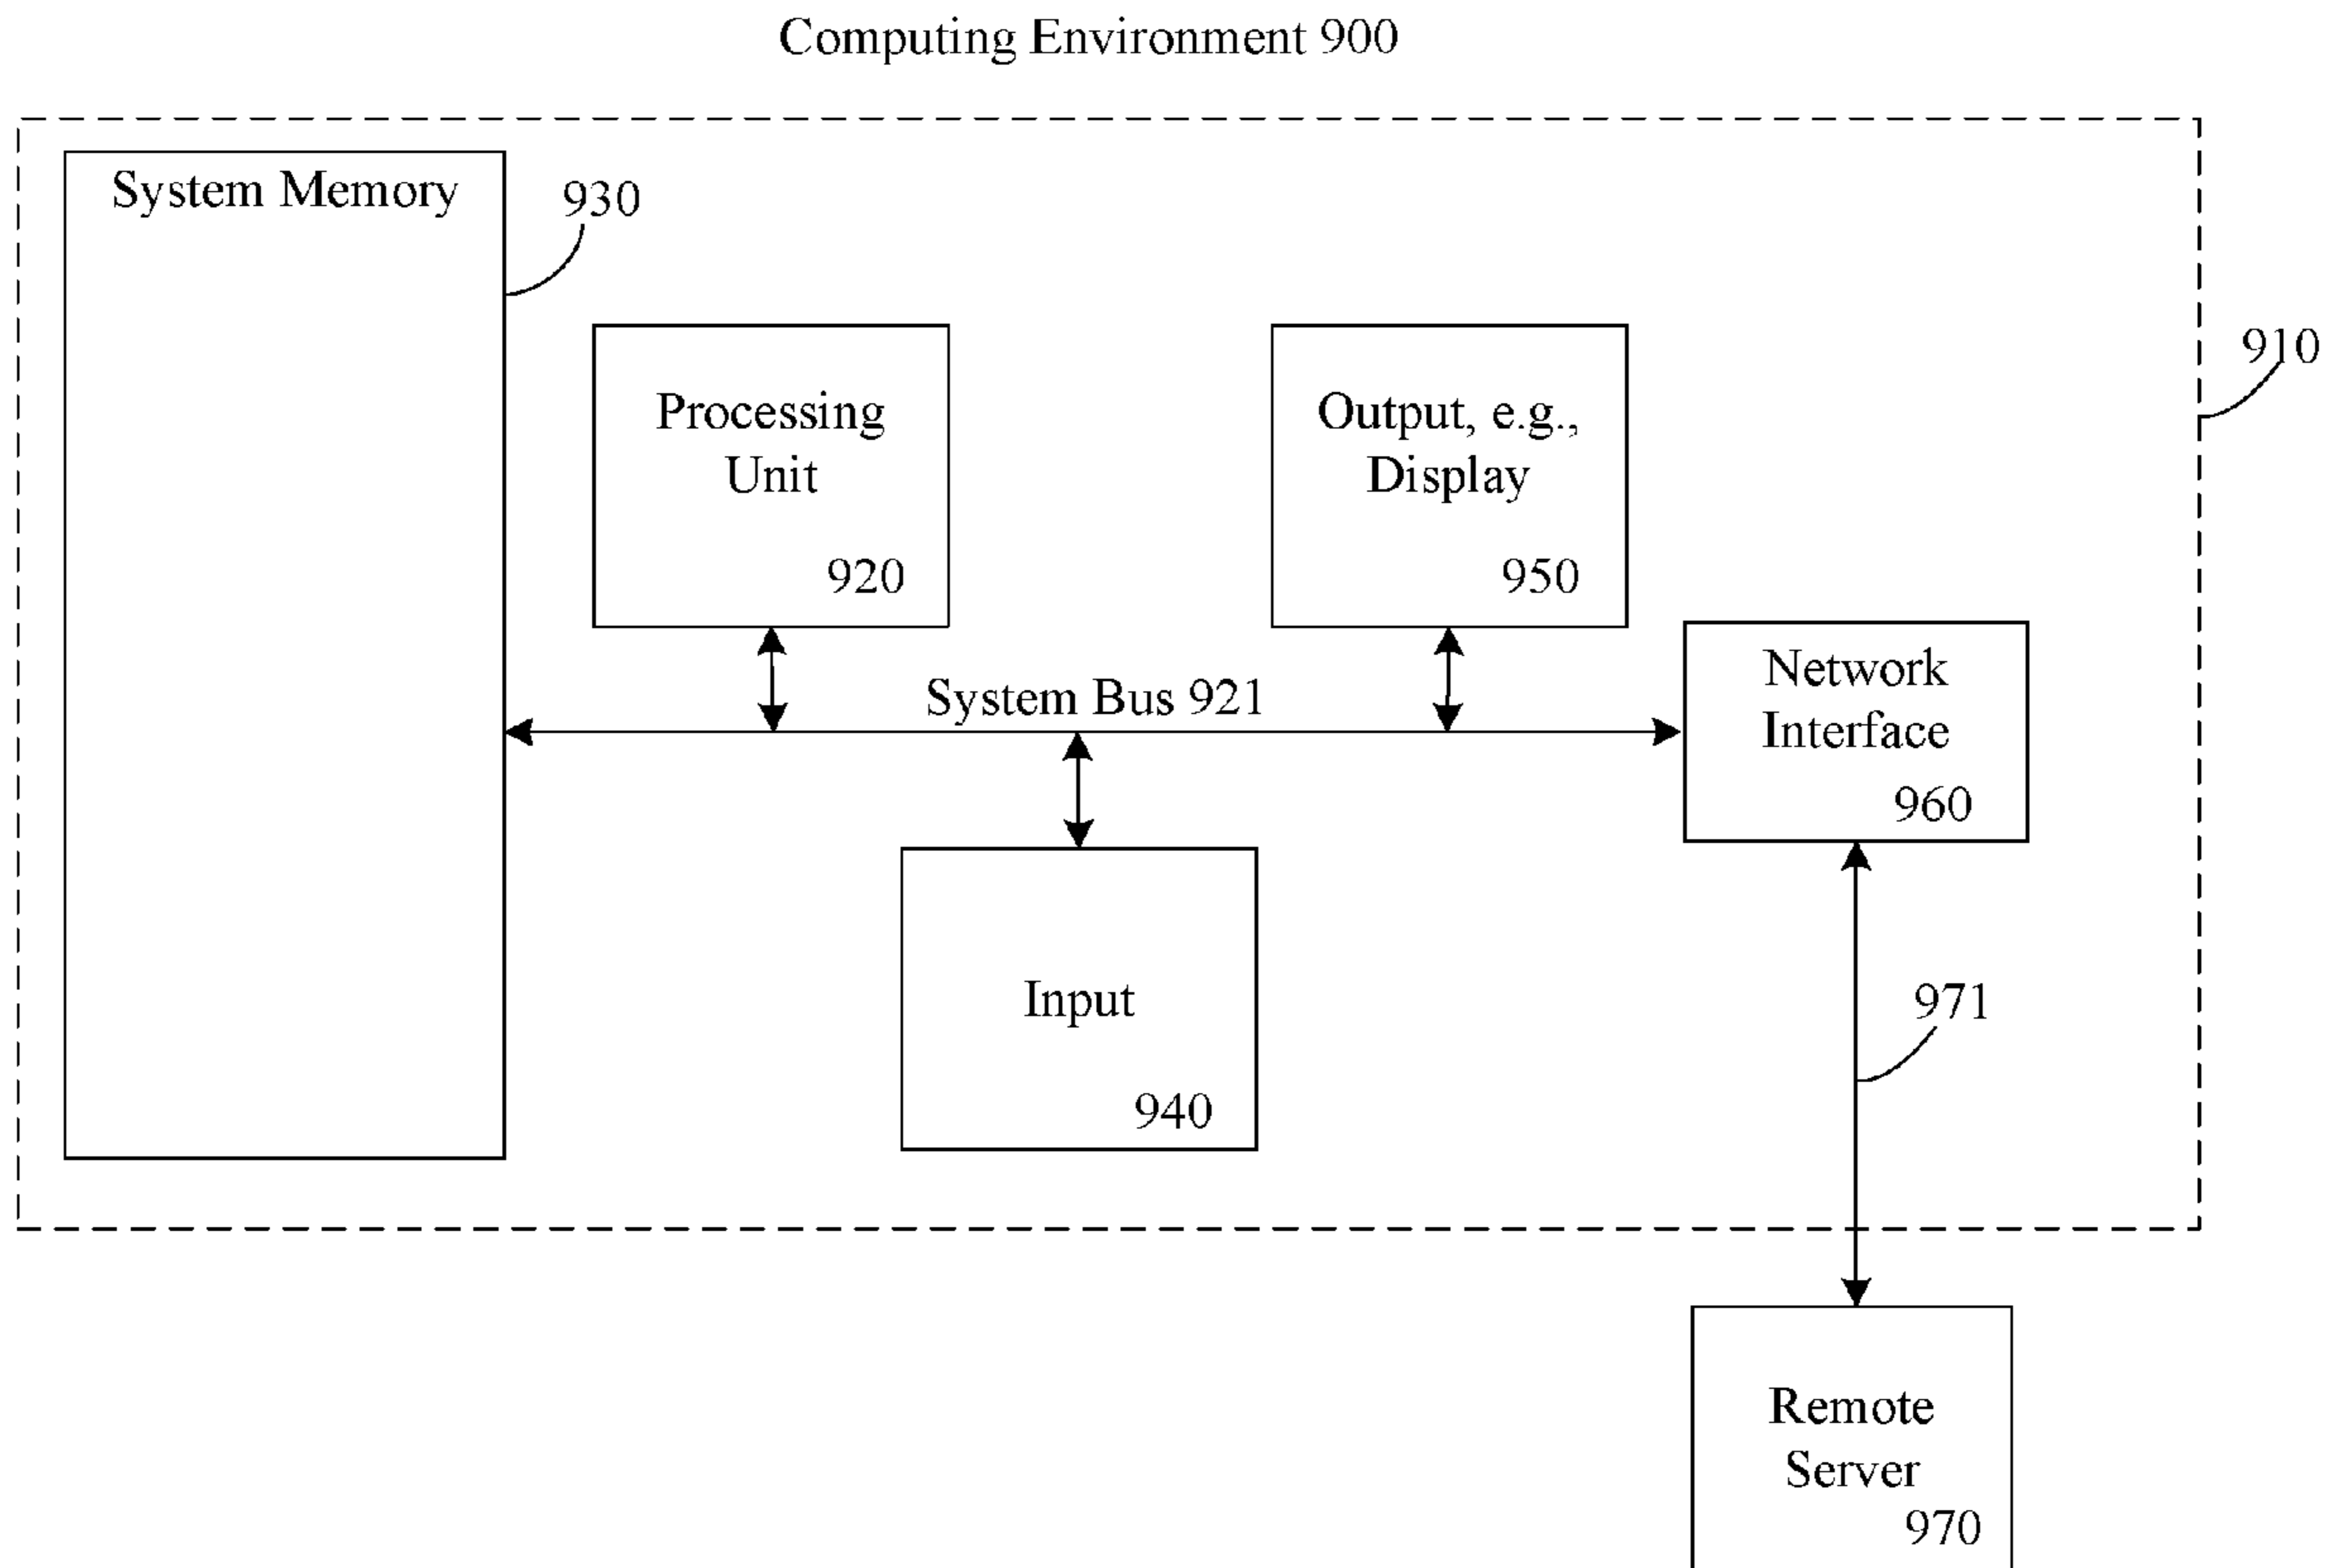 Computing Environment 900
System Memory
930
910
Processing
Unit
920
Output, e.g.,
Display
950
System Bus 921
Network
Interface
960
Input
940
971
Remote
Server
970